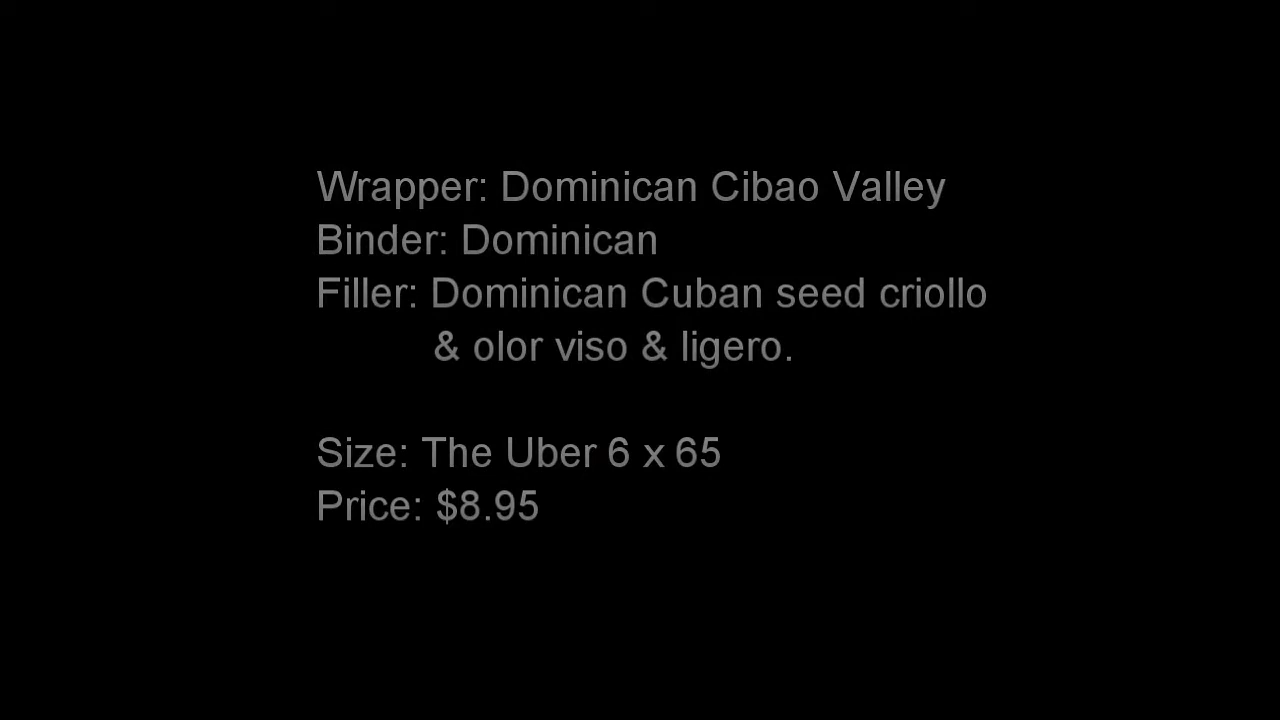 Wrapper: Dominican Cibao Valley
Binder: Dominican
Filler: Dominican Cuban seed criollo
& olor viso & ligero.
Size: The Uber 6 x 65
Price: $8.95